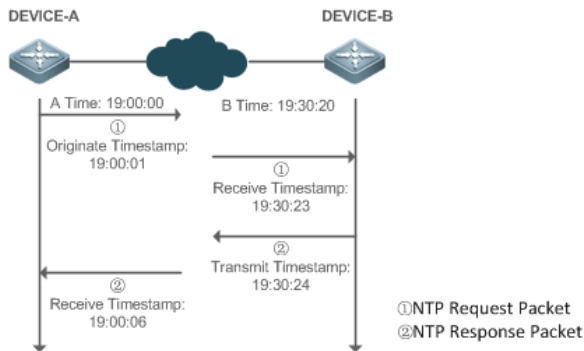 DEVICE-A
DEVICE-B
A Time: 19:00:00
B Time: 19:30:20
①
Originate Timestamp:
19:00:01
①
Receive Timestamp:
19:30:23
②
Transmit Timestamp:
19:30:24
②
Receive Timestamp:
19:00:06
①NTP Request Packet
②NTP Response Packet